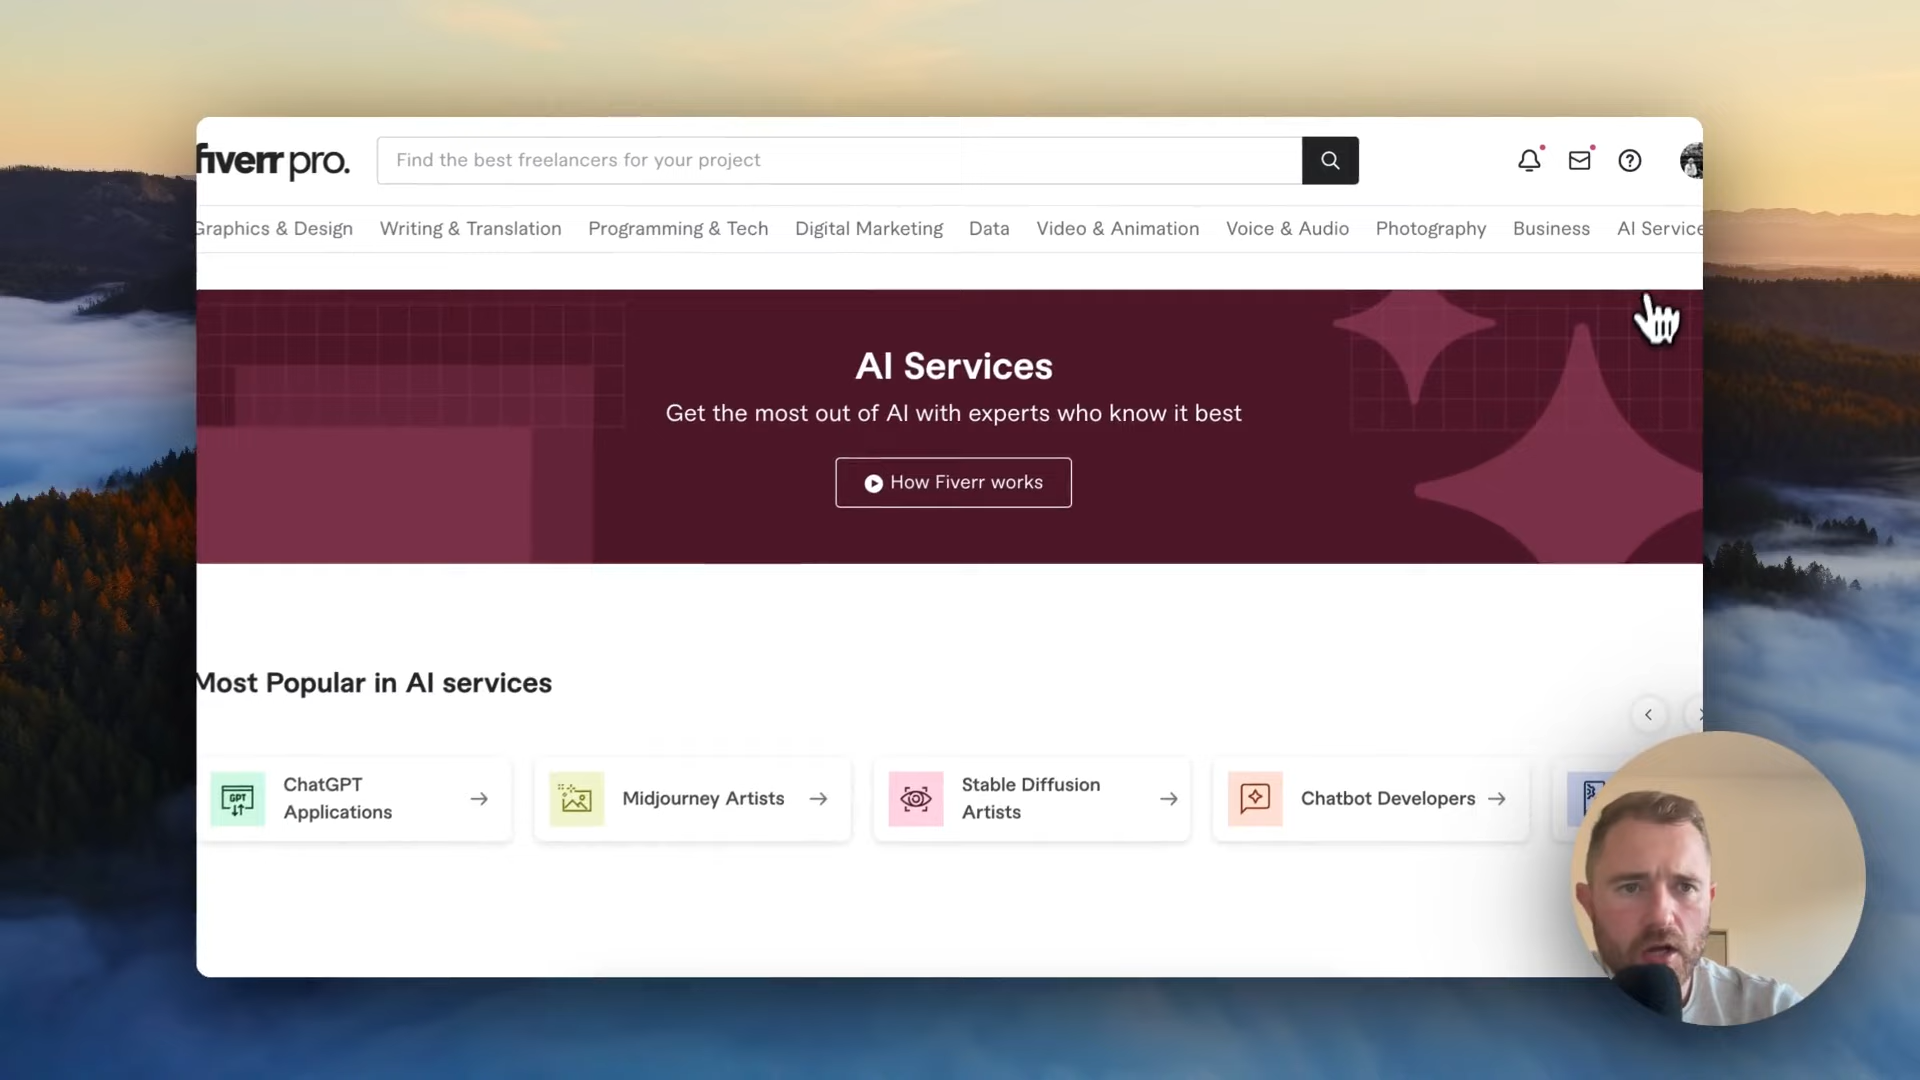 fiverr pro.
Find the best freelancers for your project
Graphics & Design Writing & Translation Programming & Tech Digital Marketing Data Video & Animation Voice & Audio Photography Business AI Service
AI Services
Get the most out of AI with experts who know it best
How Fiverr works
Most Popular in AI services
GPT
ChatGPT
Applications
Midjourney Artists
Stable Diffusion
Artists
Chatbot Developers